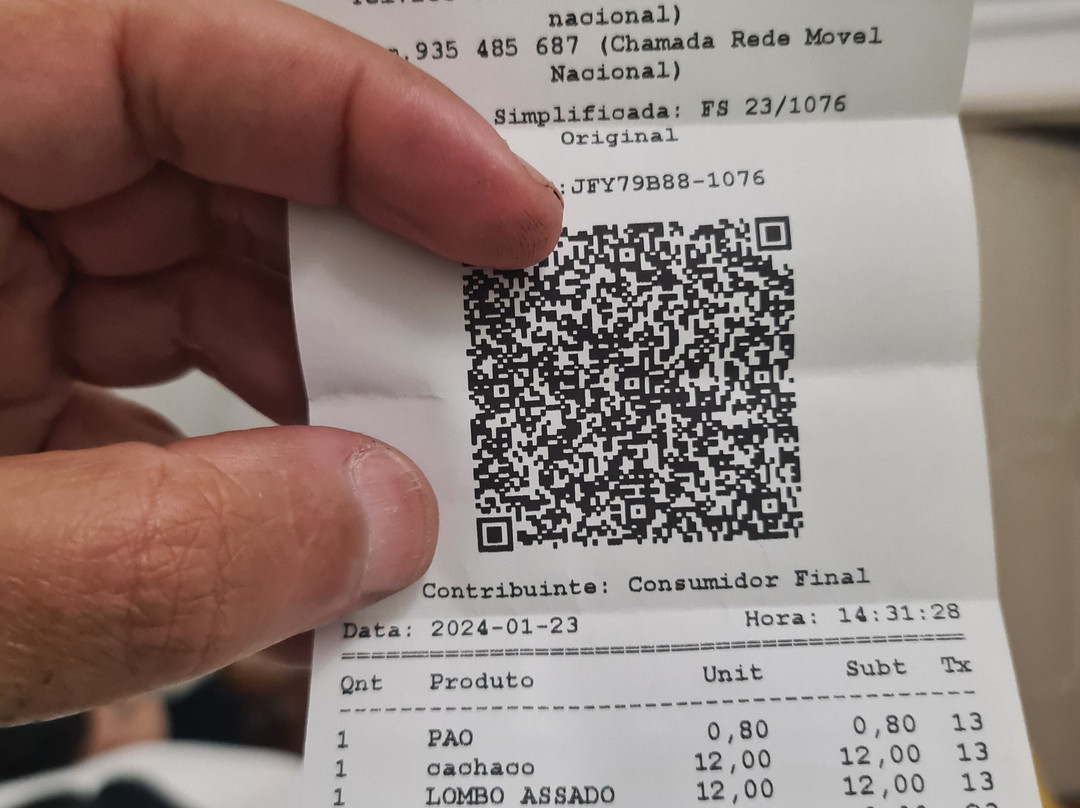 nacional)
.935 485 687 (Chamada Rede Movel
Nacional)
Simplificada: FS 23/1076
Original
:JFY79B88-1076
Contribuinte: Consumidor Final
Data: 2024-01-23 Hora: 14:31:28
Qnt Produto Unit Subt Tx
1 PAO 0,80 0,80 13
1 cachaco 12,00 12,00 13
1 LOMBO ASSADO 12,00 12,00 13